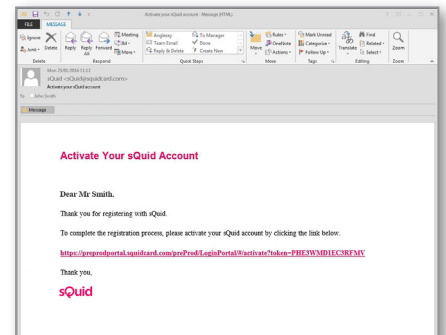 Activate your sQuid account - Message (HTML)
FILE MESSAGE
Ignore
Junk
Delete
Reply
Reply All
Forward
Meeting
IM
More
Anglesey
Team Email
Reply & Delete
To Manager
Done
Create New
Move
Rules
OneNote
Actions
Mark Unread
Categorize
Follow Up
Translate
Find
Related
Select
Zoom
Delete Respond Quick Steps Move Tags Editing Zoom
sQuid <sQuid@squidcard.com>
Activate your sQuid account
To John Smith
Message
Activate Your sQuid Account
Dear Mr Smith,
Thank you for registering with sQuid.
To complete the registration process, please activate your sQuid account by clicking the link below.
https://preprodportal.squidcard.com/preProd/LoginPortal/#/activate?token=PHE3WMD1EC3RFMV
Thank you,
sQuid